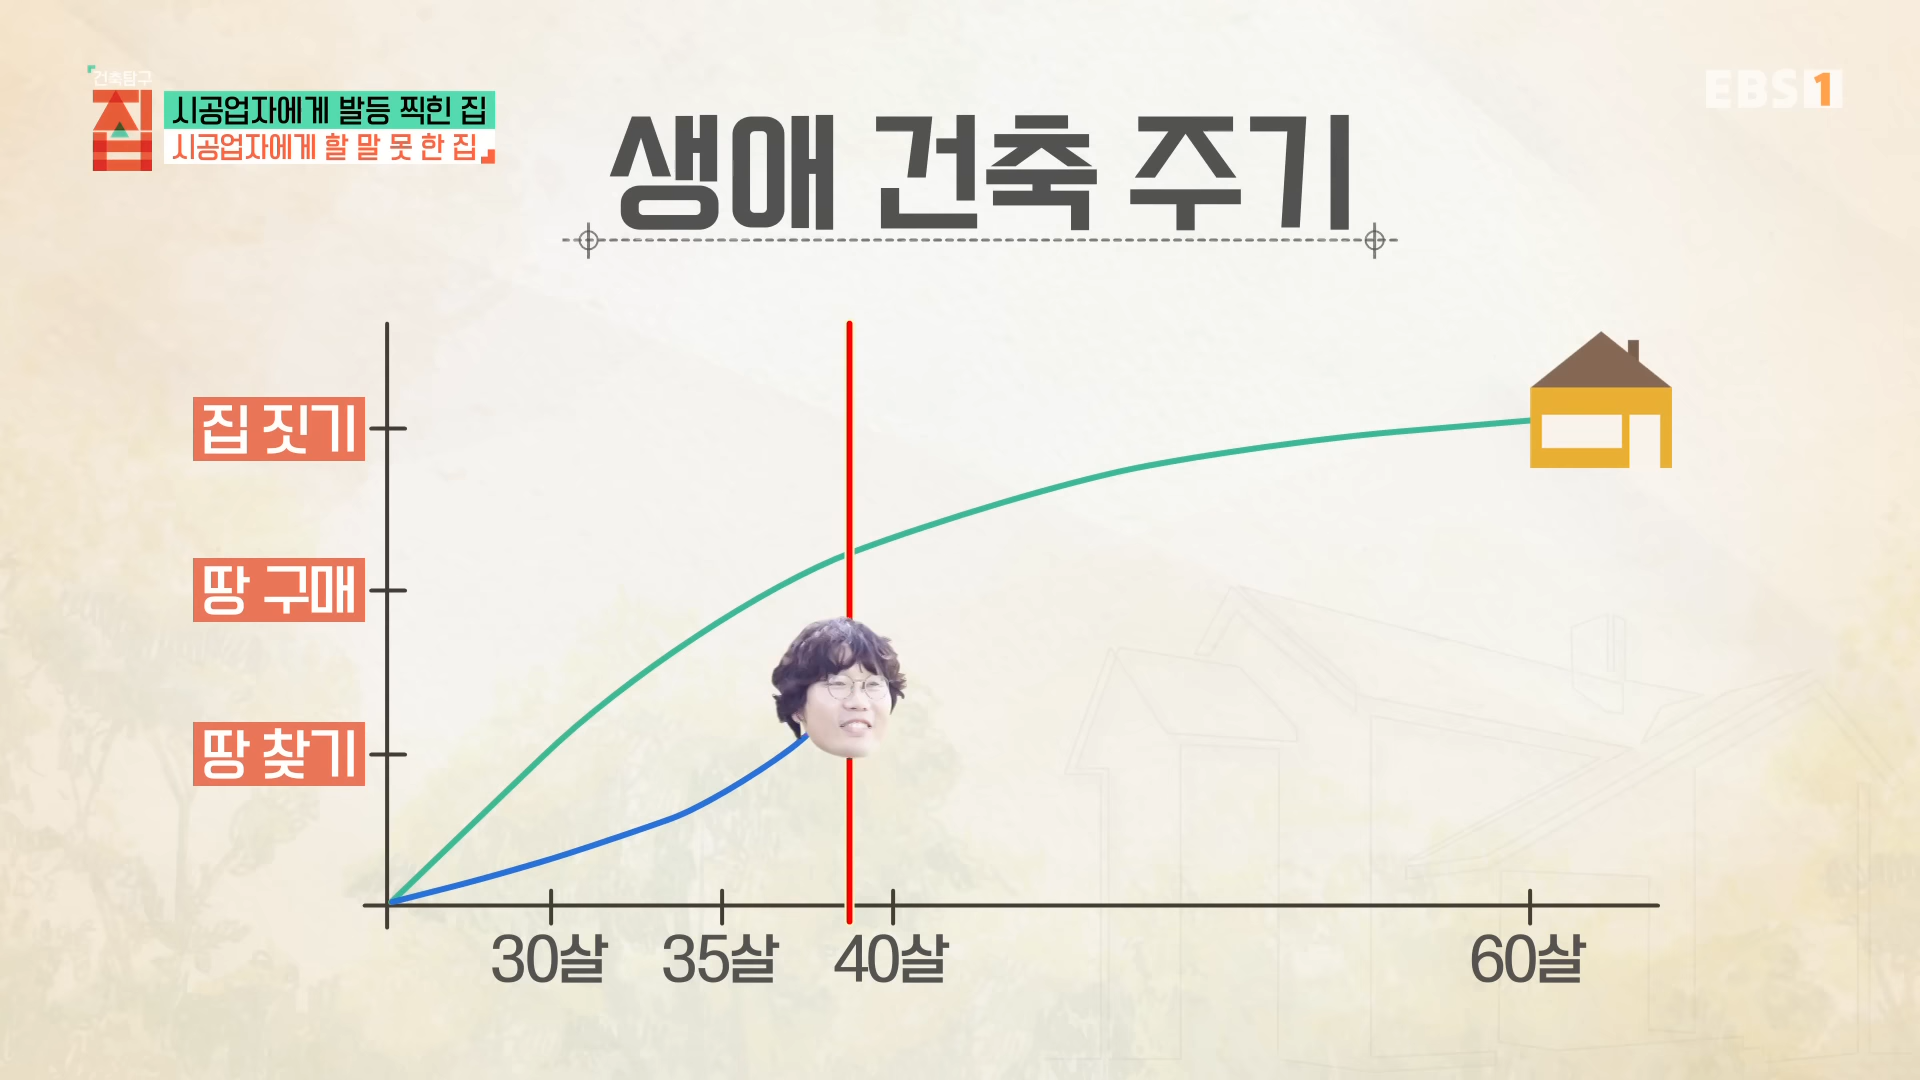 건축탐구
집
시공업자에게 발등 찍힌 집
시공업자에게 할 말 못 한 집
EBS1
생애 건축 주기
집 짓기
땅 구매
땅 찾기
30살 35살 40살 60살